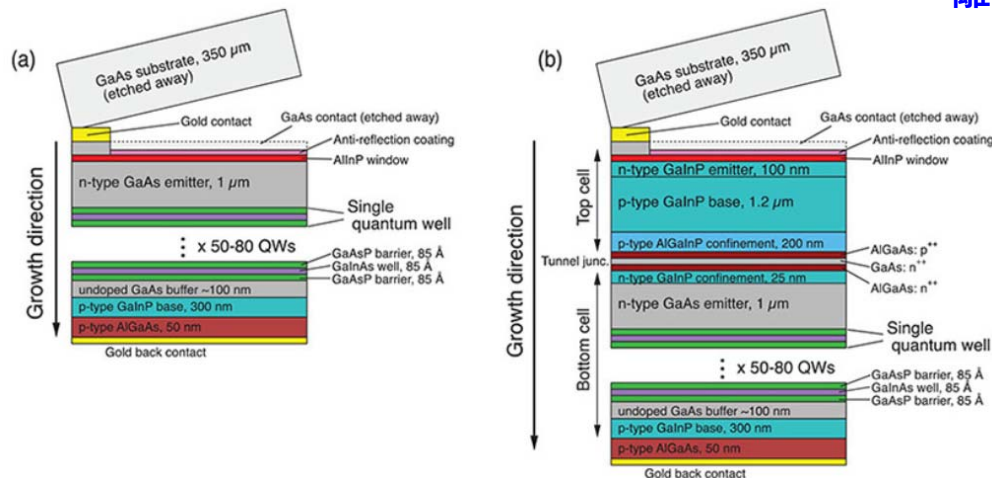 (a)
GaAs substrate, 350 µm
(etched away)
Gold contact
GaAs contact (etched away)
Anti-reflection coating
AlInP window
n-type GaAs emitter, 1 µm
Single
quantum well
x 50-80 QWs
GaAsP barrier, 85 Å
GaInAs well, 85 Å
GaAsP barrier, 85 Å
undoped GaAs buffer ~100 nm
p-type GaInP base, 300 nm
p-type AlGaAs, 50 nm
Gold back contact
Growth direction
(b)
GaAs substrate, 350 µm
(etched away)
Gold contact
GaAs contact (etched away)
Anti-reflection coating
AlInP window
n-type GaInP emitter, 100 nm
p-type GaInP base, 1.2 µm
p-type AlGaInP confinement, 200 nm
AlGaAs: p++
Tunnel junc.
GaAs: n++
n-type GaInP confinement, 25 nm
AlGaAs: n++
n-type GaAs emitter, 1 µm
Single
quantum well
x 50-80 QWs
GaAsP barrier, 85 Å
GaInAs well, 85 Å
GaAsP barrier, 85 Å
undoped GaAs buffer ~100 nm
p-type GaInP base, 300 nm
p-type AlGaAs, 50 nm
Gold back contact
Top cell
Bottom cell
Growth direction